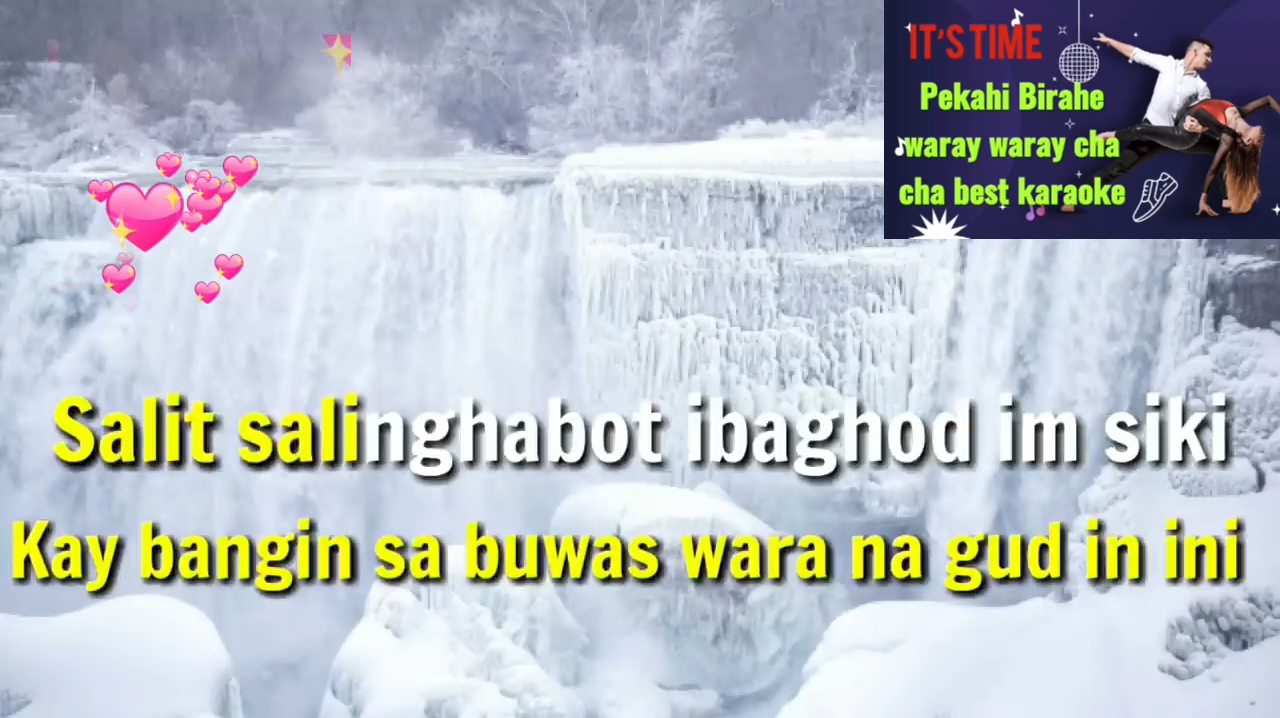 IT'S TIME
Pekahi Birahe
waray waray cha
cha best karaoke
Salit salinghabot ibaghod im siki
Kay bangin sa buwas wara na gud in ini